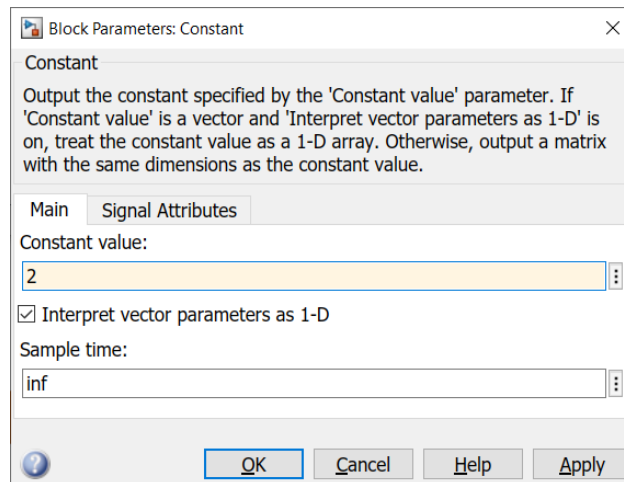 Block Parameters: Constant
Constant
Output the constant specified by the 'Constant value' parameter. If
'Constant value' is a vector and 'Interpret vector parameters as 1-D' is
on, treat the constant value as a 1-D array. Otherwise, output a matrix
with the same dimensions as the constant value.
Main Signal Attributes
Constant value:
2
Interpret vector parameters as 1-D
Sample time:
inf
OK Cancel Help Apply